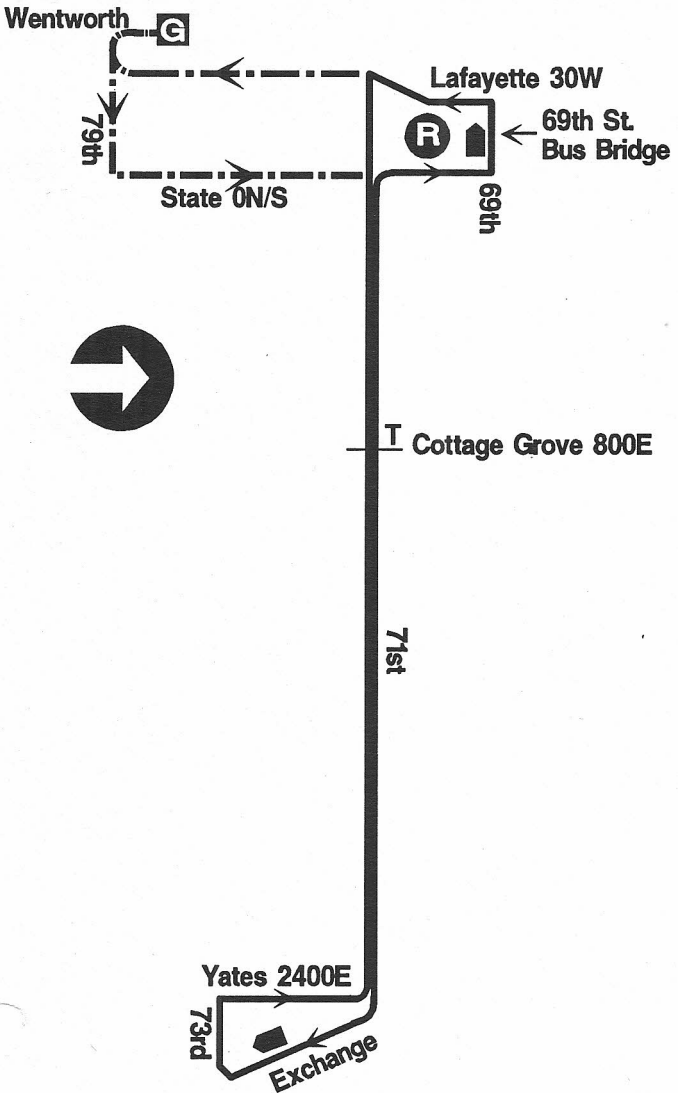 Wentworth
G
Lafayette 30W
79th
R
69th St.
Bus Bridge
State 0N/S
69th
T
Cottage Grove 800E
71st
Yates 2400E
73rd
Exchange